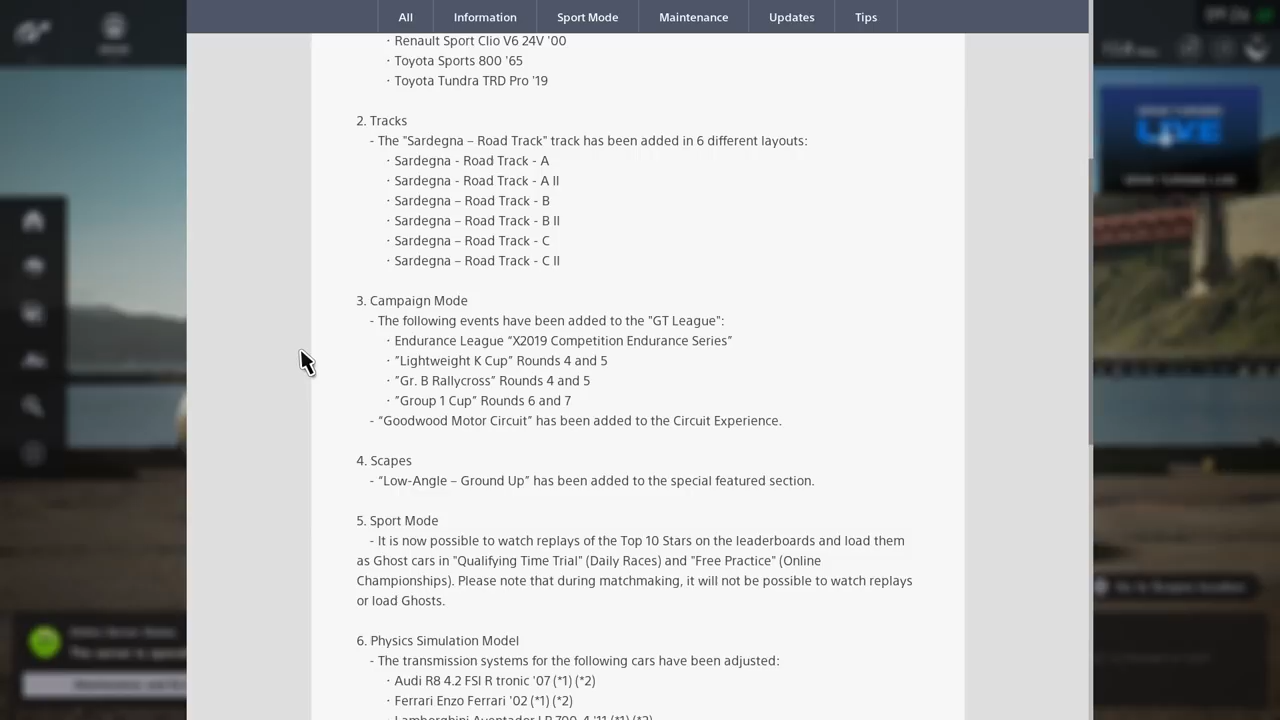 All Information Sport Mode Maintenance Updates Tips
· Renault Sport Clio V6 24V '00
· Toyota Sports 800 '65
· Toyota Tundra TRD Pro '19
2. Tracks
- The "Sardegna – Road Track" track has been added in 6 different layouts:
· Sardegna - Road Track - A
· Sardegna - Road Track - A II
· Sardegna – Road Track - B
· Sardegna – Road Track - B II
· Sardegna – Road Track - C
· Sardegna – Road Track - C II
3. Campaign Mode
- The following events have been added to the "GT League":
· Endurance League “X2019 Competition Endurance Series”
· ”Lightweight K Cup” Rounds 4 and 5
· ”Gr. B Rallycross” Rounds 4 and 5
· ”Group 1 Cup” Rounds 6 and 7
- “Goodwood Motor Circuit” has been added to the Circuit Experience.
4. Scapes
- “Low-Angle – Ground Up” has been added to the special featured section.
5. Sport Mode
- It is now possible to watch replays of the Top 10 Stars on the leaderboards and load them
as Ghost cars in "Qualifying Time Trial" (Daily Races) and "Free Practice" (Online
Championships). Please note that during matchmaking, it will not be possible to watch replays
or load Ghosts.
6. Physics Simulation Model
- The transmission systems for the following cars have been adjusted:
· Audi R8 4.2 FSI R tronic '07 (*1) (*2)
· Ferrari Enzo Ferrari '02 (*1) (*2)
· Lamborghini Aventador LP 700-4 '11 (*1) (*2)
LIVE